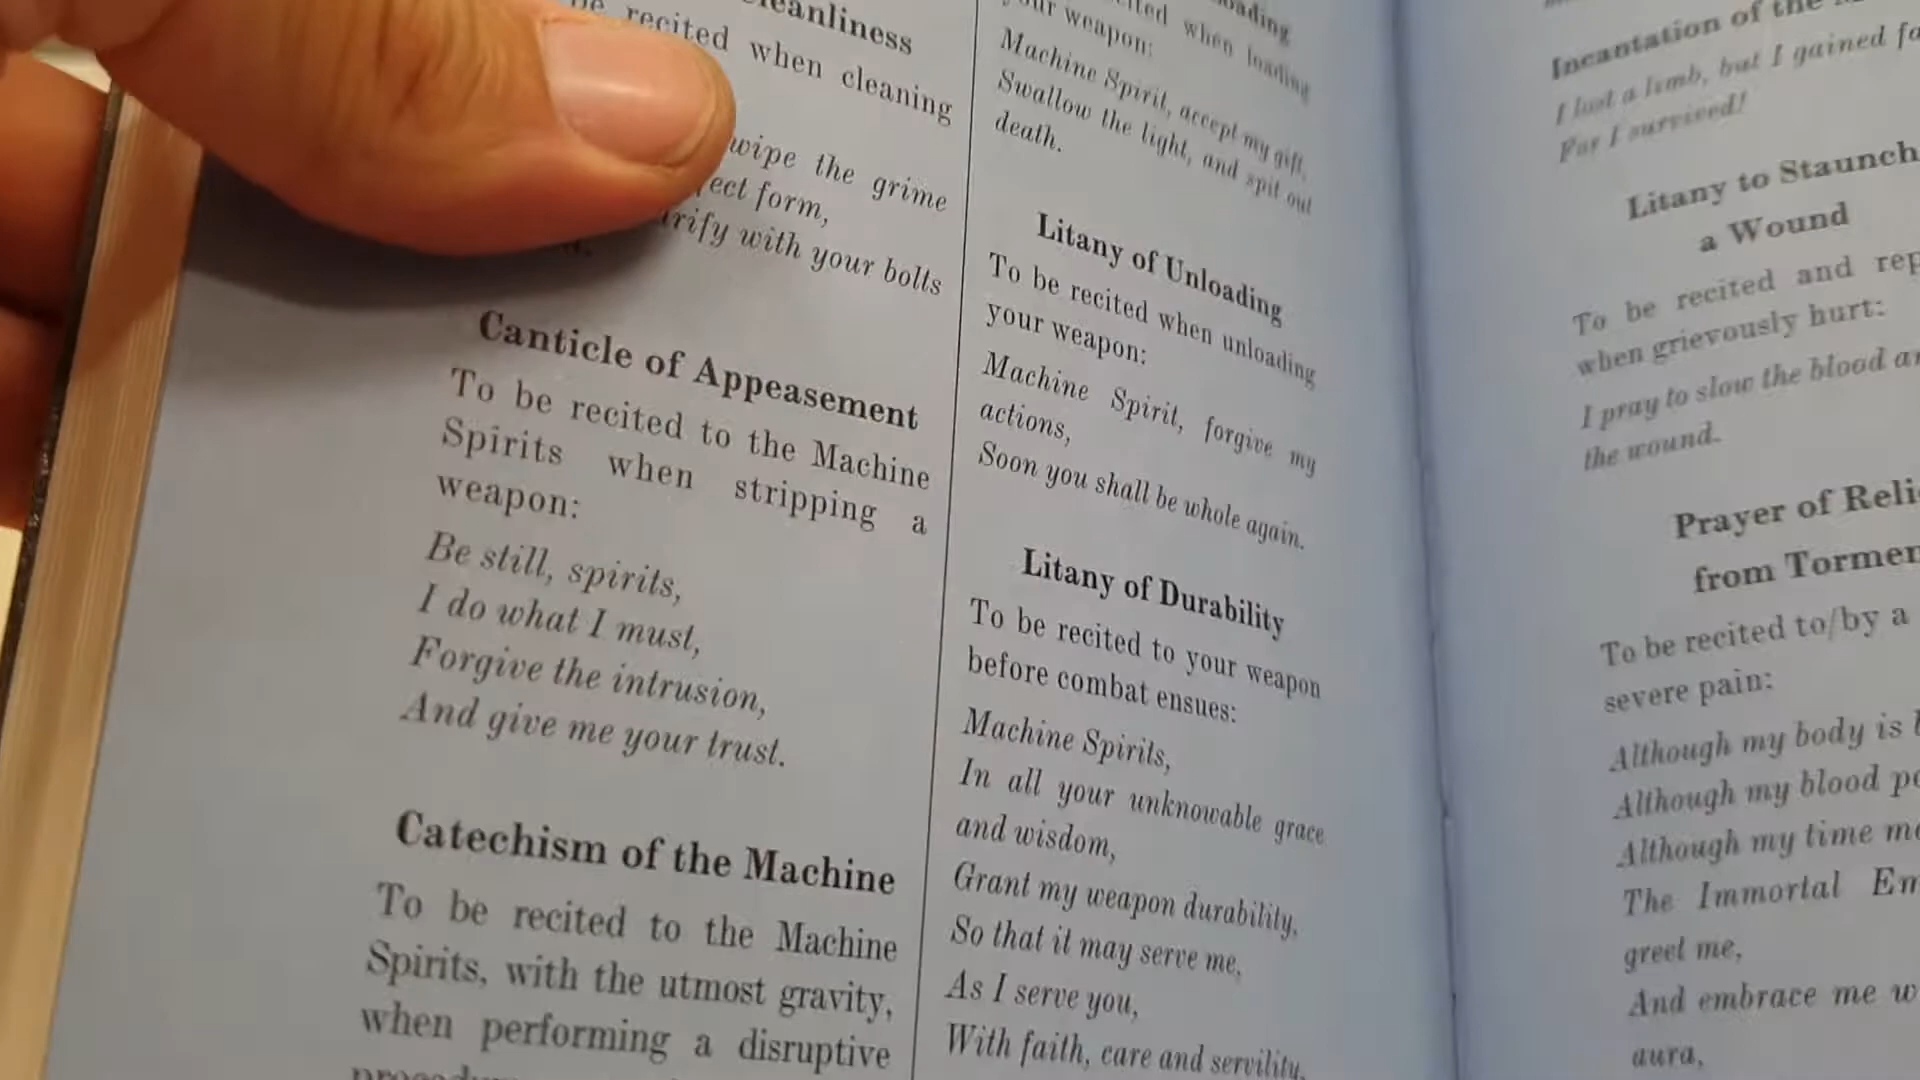 Cleanliness
be recited when cleaning
wipe the grime
form,
with your bolts
Canticle of Appeasement
To be recited to the Machine
Spirits when stripping a
weapon:
Be still, spirits,
I do what I must,
Forgive the intrusion,
And give me your trust.
Catechism of the Machine
To be recited to the Machine
Spirits, with the utmost gravity,
when performing a disruptive
when loading
your weapon:
Machine Spirit, accept my gift,
Swallow the light, and spit out
death.
Litany of Unloading
To be recited when unloading
your weapon:
Machine Spirit, forgive my
actions,
Soon you shall be whole again.
Litany of Durability
To be recited to your weapon
before combat ensues:
Machine Spirits,
In all your unknowable grace
and wisdom,
Grant my weapon durability,
So that it may serve me,
As I serve you,
With faith, care and servility,
Incantation of the
I lost a limb, but I gained
For I survived!
Litany to Staunch
a Wound
To be recited and
when grievously hurt:
I pray to slow the blood
the wound.
Prayer of
from
To be recited to/by a
severe pain:
Although my body is
Although my blood
Although my time
The Immortal
greet me,
And embrace me
aura,